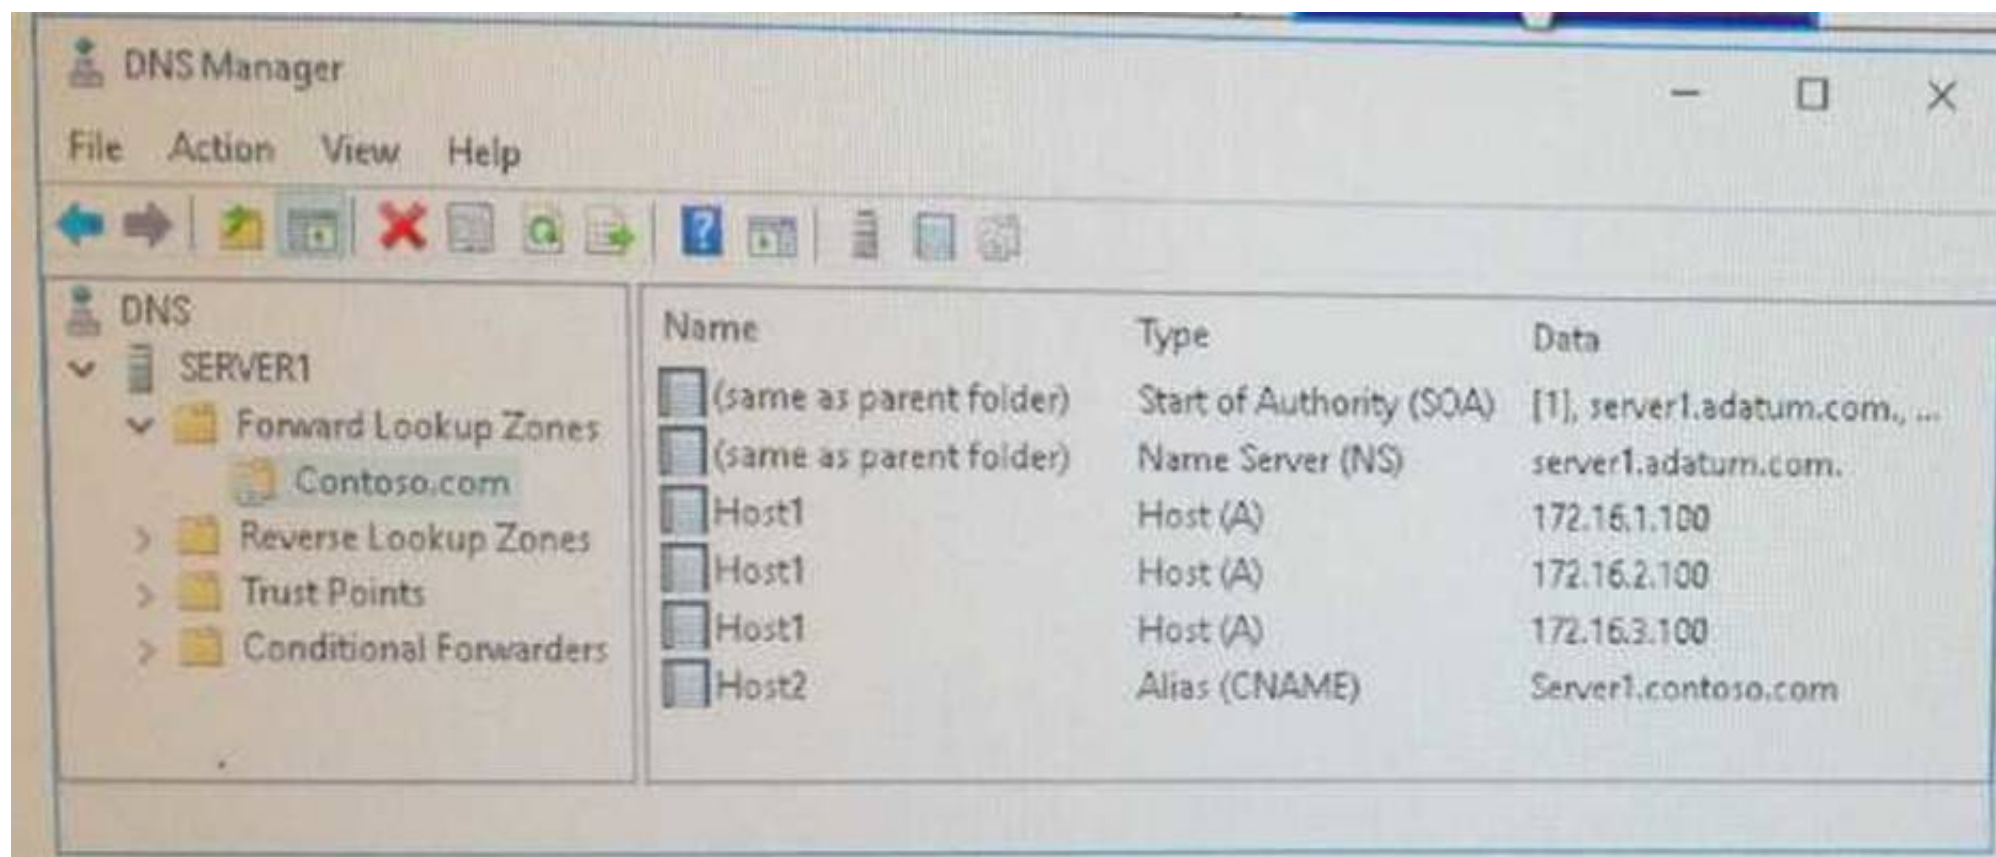 DNS Manager
File Action View Help
DNS
SERVER1
Forward Lookup Zones
Contoso.com
Reverse Lookup Zones
Trust Points
Conditional Forwarders
Name Type Data
(same as parent folder) Start of Authority (SOA) [1], server1.adatum.com., ...
(same as parent folder) Name Server (NS) server1.adatum.com.
Host1 Host (A) 172.16.1.100
Host1 Host (A) 172.16.2.100
Host1 Host (A) 172.16.3.100
Host2 Alias (CNAME) Server1.contoso.com